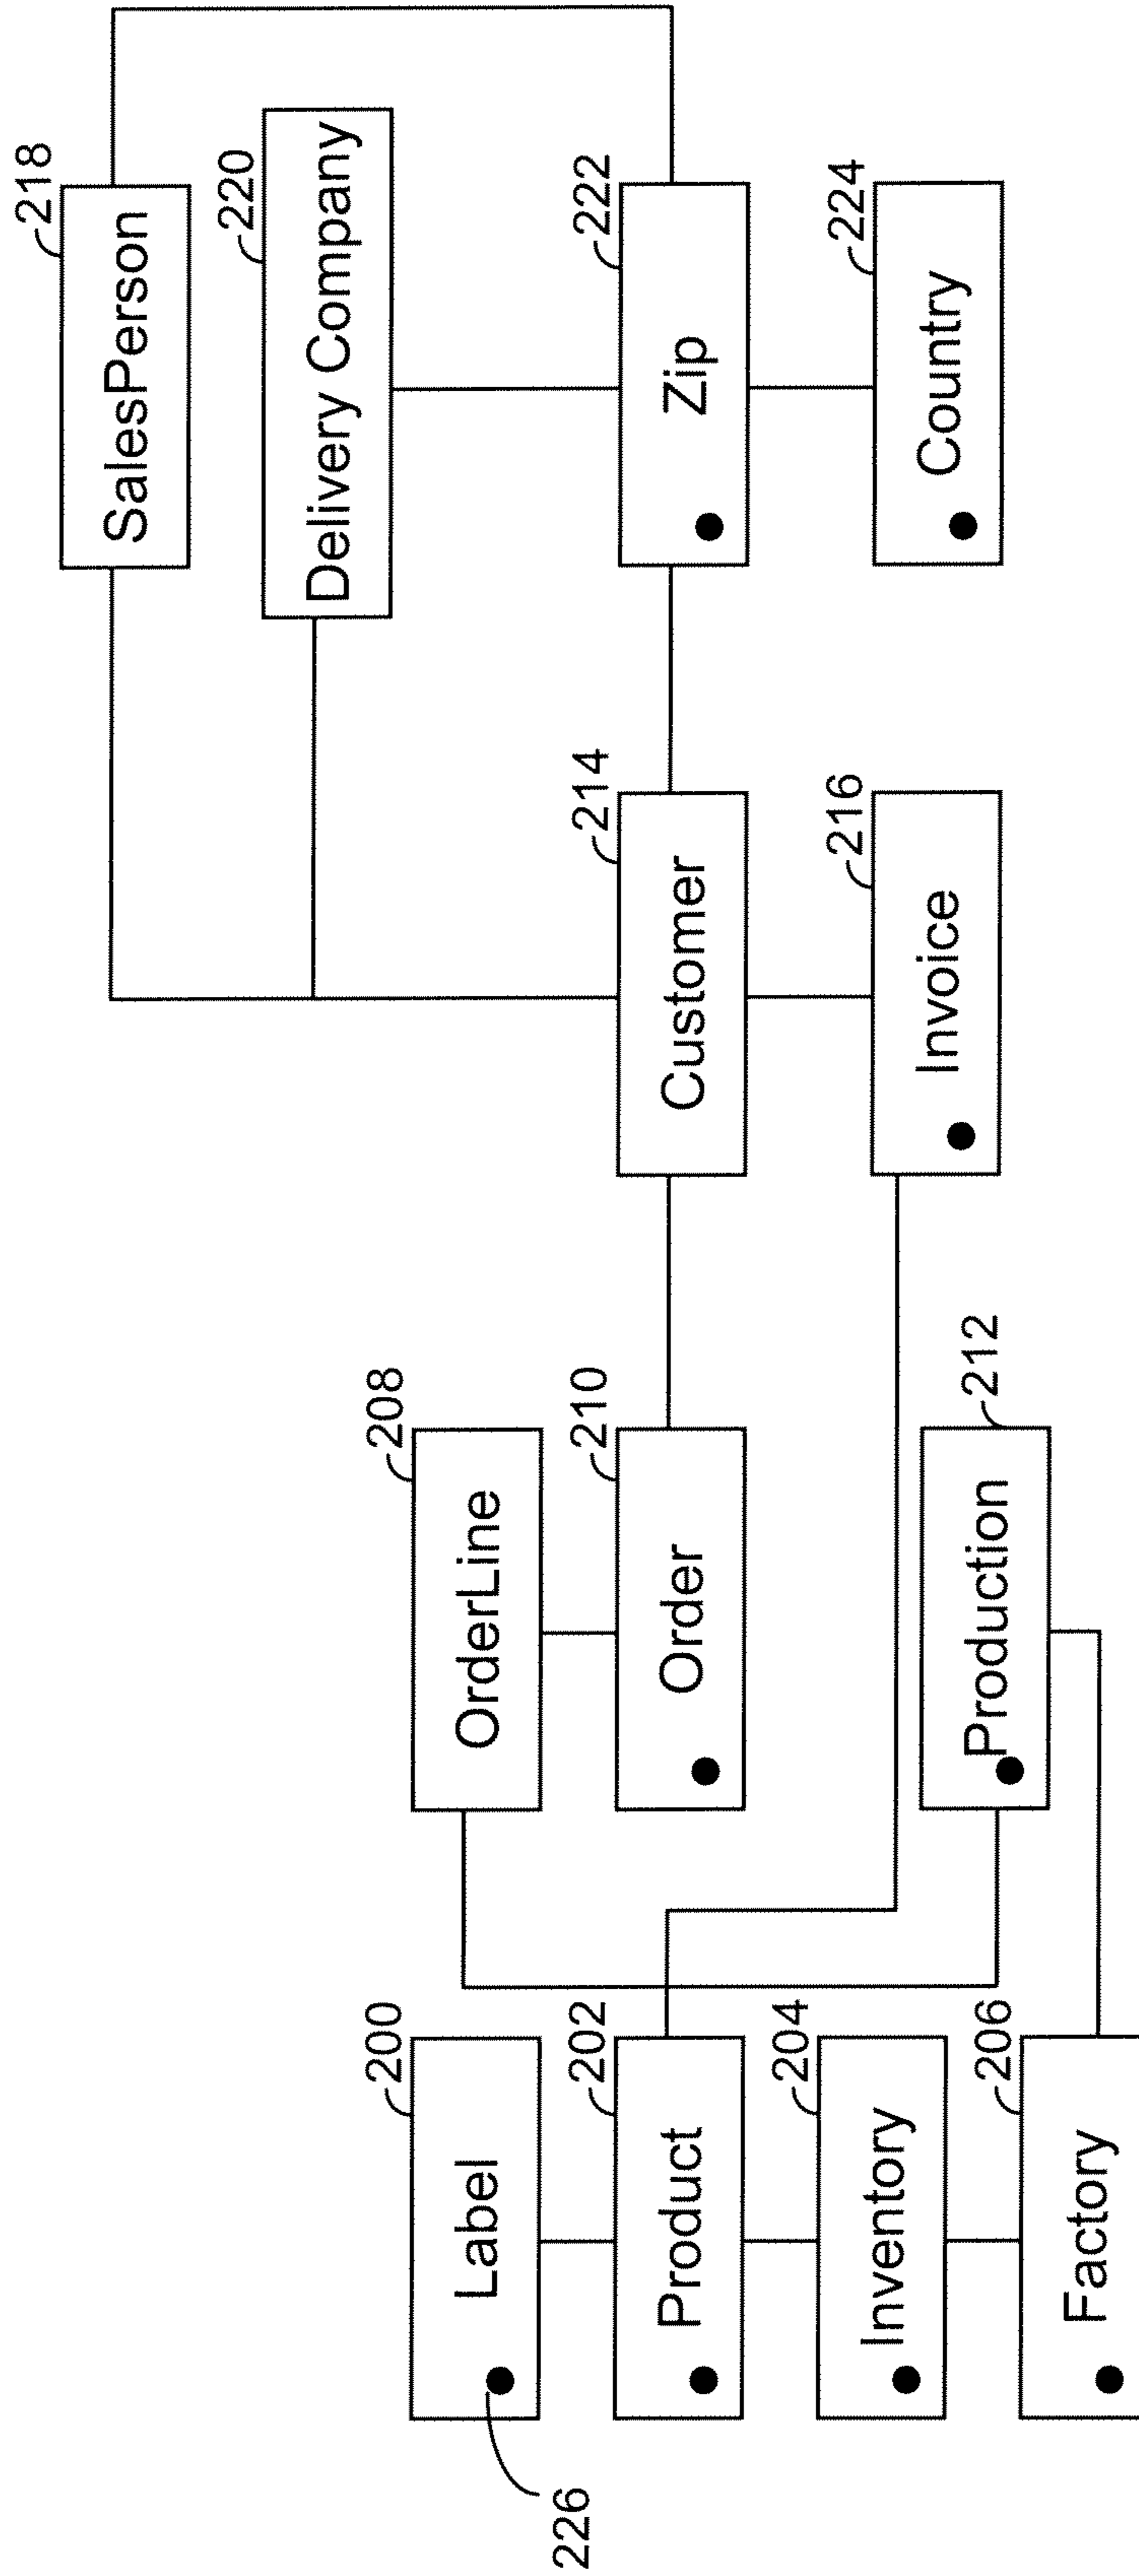 218
SalesPerson
220
Delivery Company
200
Label
208
OrderLine
202
Product
210
Order
214
Customer
222
Zip
204
Inventory
216
Invoice
224
Country
206
Factory
212
Production
226